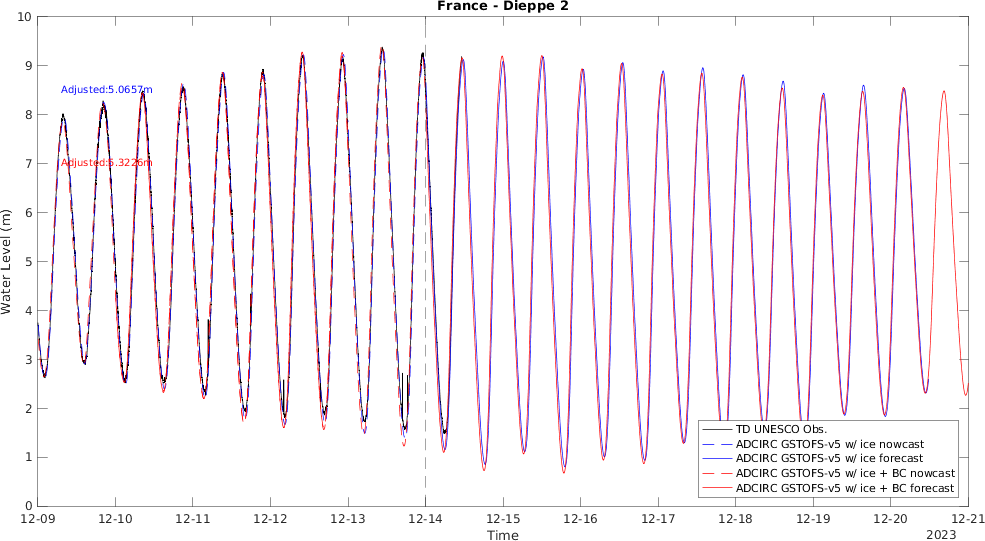 France - Dieppe 2
Water Level (m)
10
9
8
7
6
5
4
3
2
1
0
Adjusted:5.0657m
Adjusted:5.3226m
TD UNESCO Obs.
ADCIRC GSTOFS-v5 w/ ice nowcast
ADCIRC GSTOFS-v5 w/ ice forecast
ADCIRC GSTOFS-v5 w/ ice + BC nowcast
ADCIRC GSTOFS-v5 w/ ice + BC forecast
12-09 12-10 12-11 12-12 12-13 12-14 12-15 12-16 12-17 12-18 12-19 12-20 12-21
Time
2023